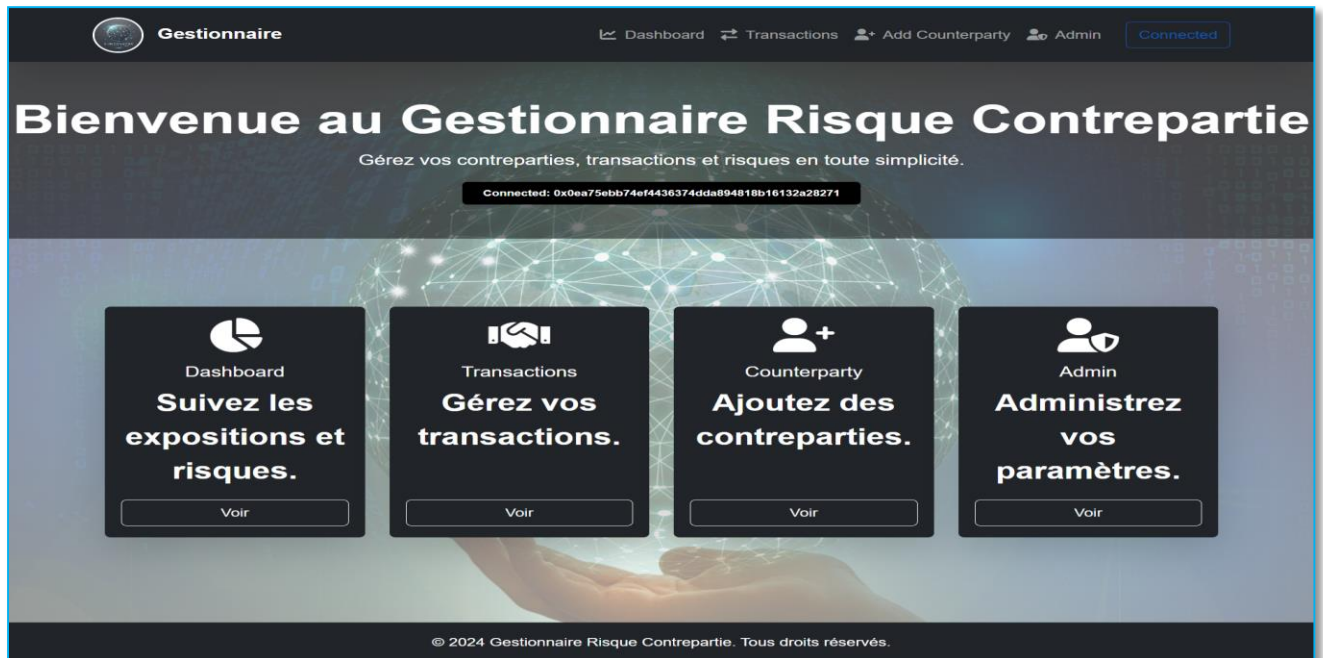 Gestionnaire
Dashboard Transactions Add Counterparty Admin Connected
Bienvenue au Gestionnaire Risque Contrepartie
Gérez vos contreparties, transactions et risques en toute simplicité.
Connected: 0x0ea75ebb74ef4436374dda894818b16132a28271
Dashboard
Suivez les
expositions et
risques.
Voir
Transactions
Gérez vos
transactions.
Voir
Counterparty
Ajoutez des
contreparties.
Voir
Admin
Administrez
vos
paramètres.
Voir
© 2024 Gestionnaire Risque Contrepartie. Tous droits réservés.